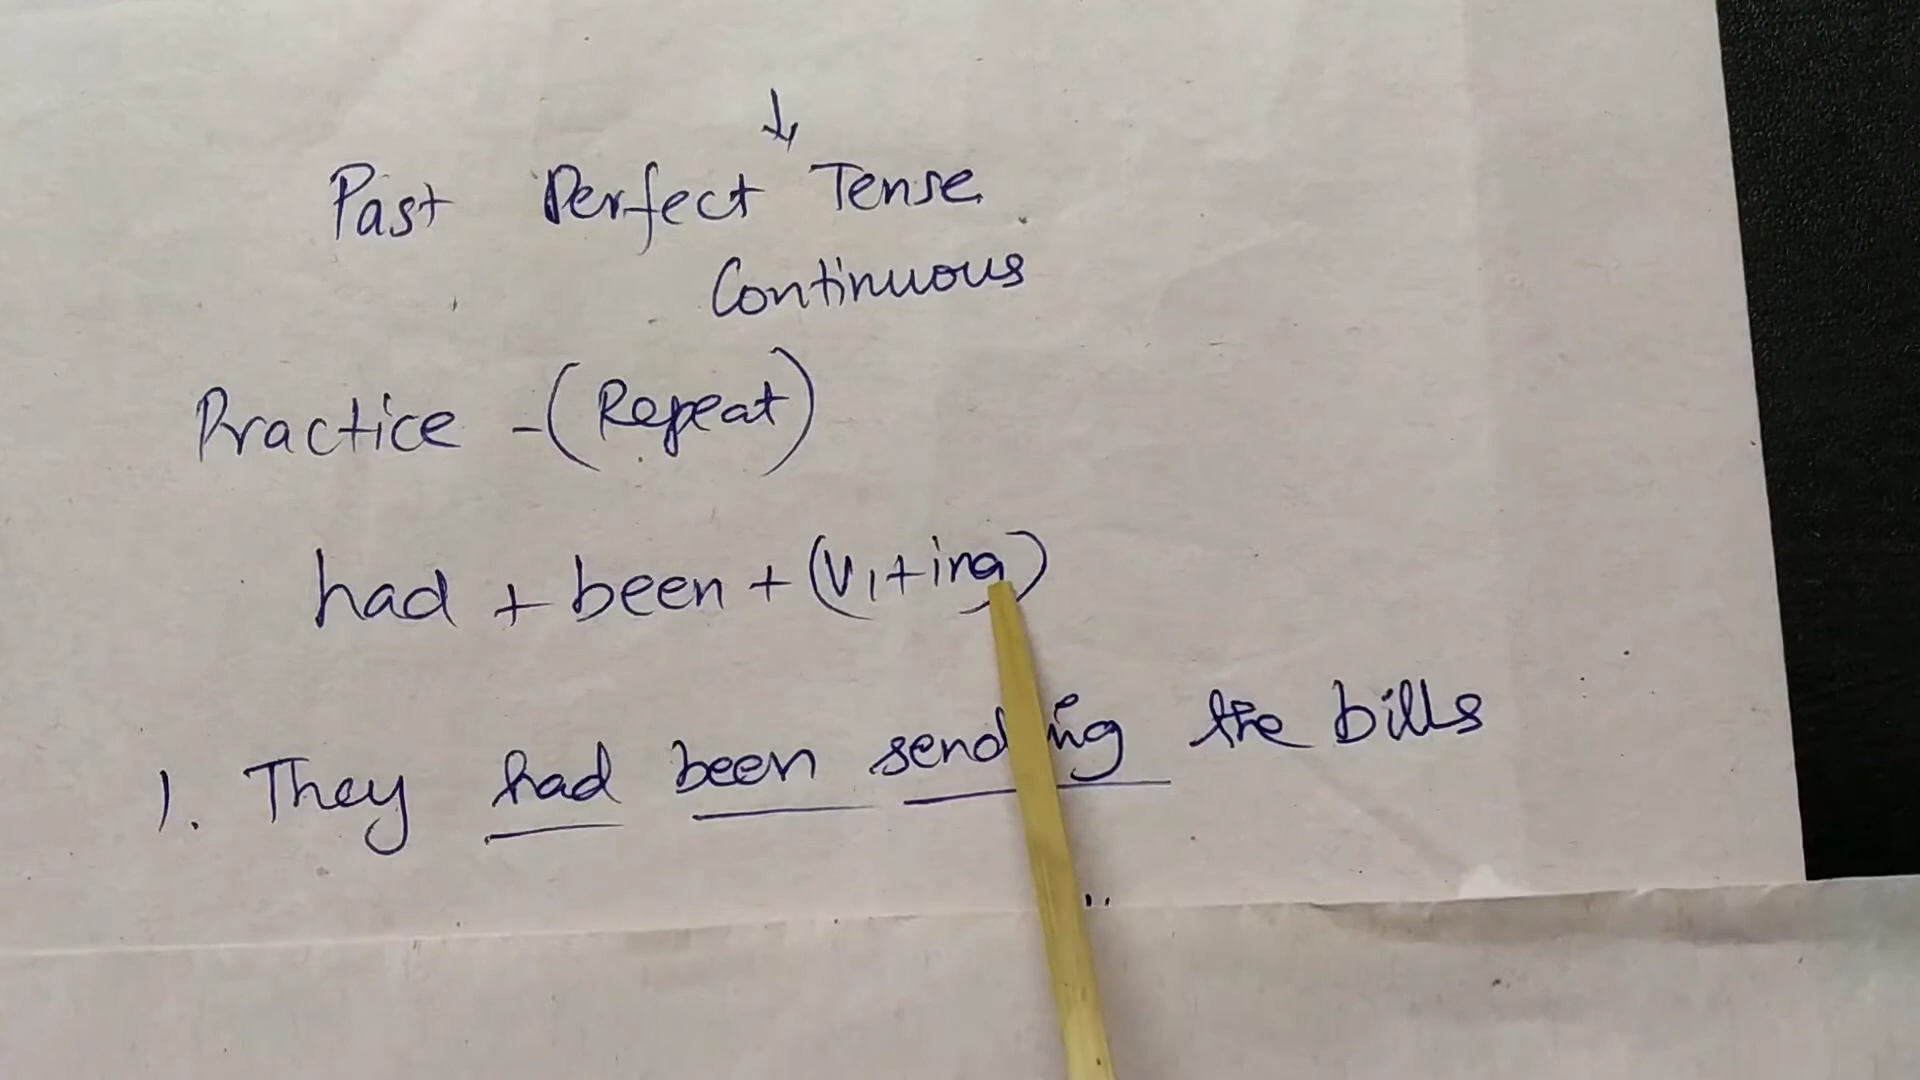 Past Perfect Tense
Continuous
Practice - (Repeat)
had + been + (V1+ing)
1. They had been sending the bills